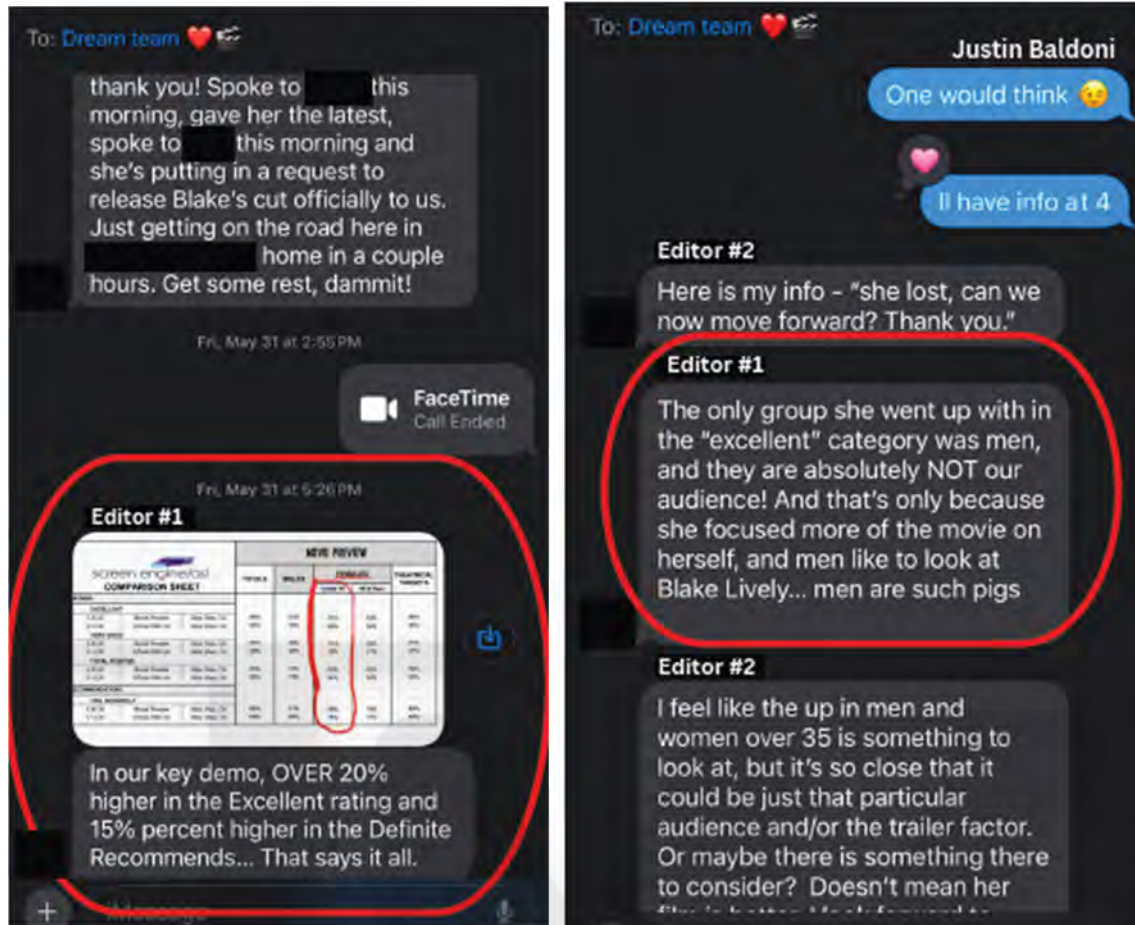 To: Dream team ❤️🎬
thank you! Spoke to this
morning, gave her the latest,
spoke to this morning and
she's putting in a request to
release Blake's cut officially to us.
Just getting on the road here in
home in a couple
hours. Get some rest, dammit!
Fri, May 31 at 2:55 PM
FaceTime
Call Ended
Fri, May 31 at 5:26 PM
Editor #1
MOVIE REVIEW
screen engine/asi
COMPARISON SHEET
TOTALS
MALES
FEMALES
EXCELLENT
In our key demo, OVER 20%
higher in the Excellent rating and
15% percent higher in the Definite
Recommends... That says it all.
iMessage
To: Dream team ❤️🎬
Justin Baldoni
One would think 😉
ll have info at 4
Editor #2
Here is my info - "she lost, can we
now move forward? Thank you."
Editor #1
The only group she went up with in
the "excellent" category was men,
and they are absolutely NOT our
audience! And that's only because
she focused more of the movie on
herself, and men like to look at
Blake Lively... men are such pigs
Editor #2
I feel like the up in men and
women over 35 is something to
look at, but it's so close that it
could be just that particular
audience and/or the trailer factor.
Or maybe there is something there
to consider? Doesn't mean her